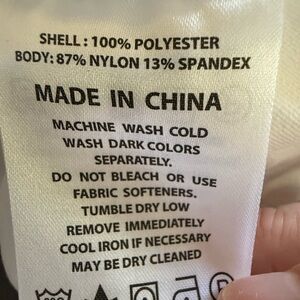 SHELL: 100% POLYESTER
BODY: 87% NYLON 13% SPANDEX
MADE IN CHINA
MACHINE WASH COLD
WASH DARK COLORS
SEPARATELY.
DO NOT BLEACH OR USE
FABRIC SOFTENERS.
TUMBLE DRY LOW
REMOVE IMMEDIATELY
COOL IRON IF NECESSARY
MAY BE DRY CLEANED